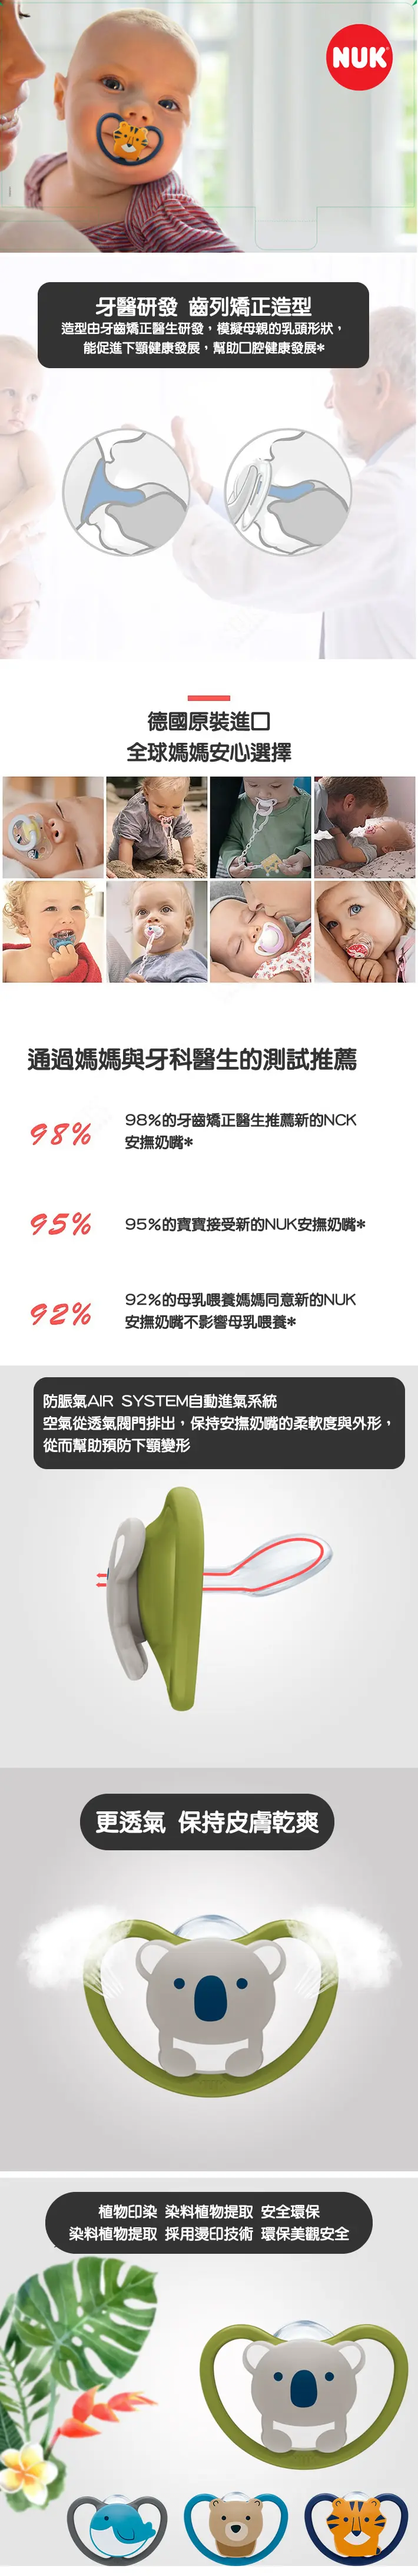 NUK
牙醫研發 齒列矯正造型
造型由牙齒矯正醫生研發，模擬母親的乳頭形狀，
能促進下顎健康發展，幫助口腔健康發展*
德國原裝進口
全球媽媽安心選擇
通過媽媽與牙科醫生的測試推薦
98%
98%的牙齒矯正醫生推薦新的NCK
安撫奶嘴*
95%
95%的寶寶接受新的NUK安撫奶嘴*
92%
92%的母乳喂養媽媽同意新的NUK
安撫奶嘴不影響母乳喂養*
防脹氣AIR SYSTEM自動進氣系統
空氣從透氣閥門排出，保持安撫奶嘴的柔軟度與外形，
從而幫助預防下顎變形
更透氣 保持皮膚乾爽
植物印染 染料植物提取 安全環保
染料植物提取 採用燙印技術 環保美觀安全